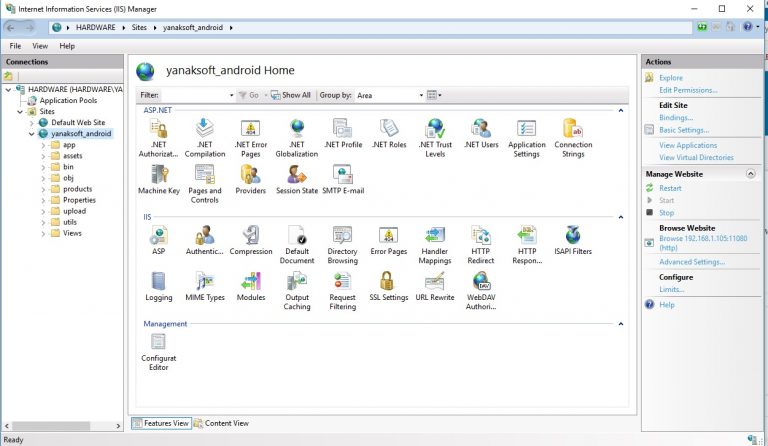 Internet Information Services (IIS) Manager
HARDWARE ▸ Sites ▸ yanaksoft_android ▸
File View Help
Connections
HARDWARE (HARDWARE\YA
Application Pools
Sites
Default Web Site
yanaksoft_android
app
assets
bin
obj
products
Properties
upload
utils
Views
yanaksoft_android Home
Filter: Go Show All Group by: Area
ASP.NET
.NET Authorizat... .NET Compilation .NET Error Pages .NET Globalization .NET Profile .NET Roles .NET Trust Levels .NET Users Application Settings Connection Strings
Machine Key Pages and Controls Providers Session State SMTP E-mail
IIS
ASP Authentic... Compression Default Document Directory Browsing Error Pages Handler Mappings HTTP Redirect HTTP Respon... ISAPI Filters
Logging MIME Types Modules Output Caching Request Filtering SSL Settings URL Rewrite WebDAV Authori...
Management
Configurat Editor
Features View Content View
Ready
Actions
Explore
Edit Permissions...
Edit Site
Bindings...
Basic Settings...
View Applications
View Virtual Directories
Manage Website
Restart
Start
Stop
Browse Website
Browse 192.168.1.105:11080
(http)
Advanced Settings...
Configure
Limits...
Help